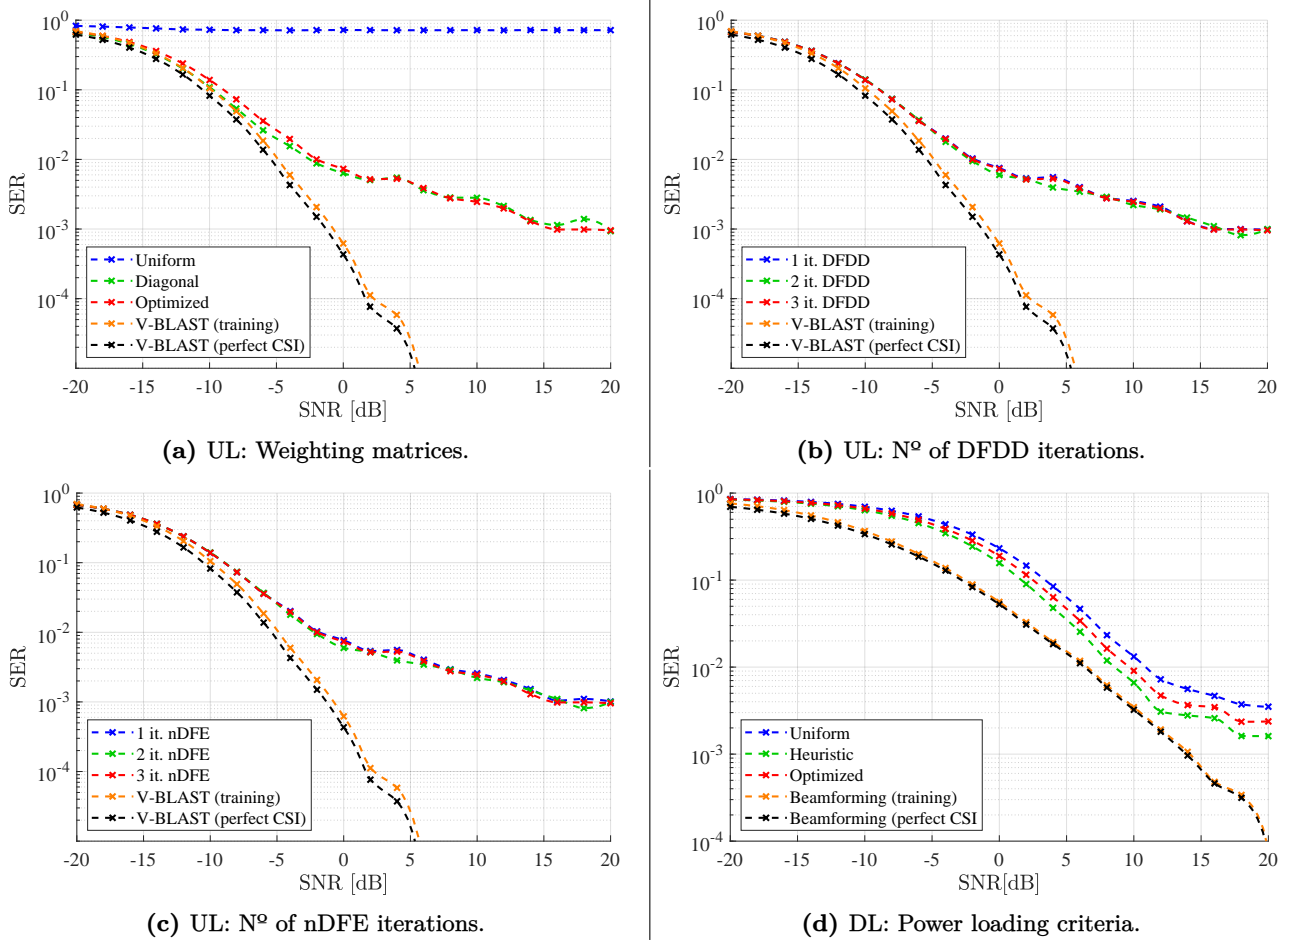 10^0
10^-1
10^-2
10^-3
10^-4
SER
Uniform
Diagonal
Optimized
V-BLAST (training)
V-BLAST (perfect CSI)
-20 -15 -10 -5 0 5 10 15 20
SNR [dB]
(a) UL: Weighting matrices.
10^0
10^-1
10^-2
10^-3
10^-4
SER
1 it. DFDD
2 it. DFDD
3 it. DFDD
V-BLAST (training)
V-BLAST (perfect CSI)
-20 -15 -10 -5 0 5 10 15 20
SNR [dB]
(b) UL: Nº of DFDD iterations.
10^0
10^-1
10^-2
10^-3
10^-4
SER
1 it. nDFE
2 it. nDFE
3 it. nDFE
V-BLAST (training)
V-BLAST (perfect CSI)
-20 -15 -10 -5 0 5 10 15 20
SNR [dB]
(c) UL: Nº of nDFE iterations.
10^0
10^-1
10^-2
10^-3
10^-4
SER
Uniform
Heuristic
Optimized
Beamforming (training)
Beamforming (perfect CSI
-20 -15 -10 -5 0 5 10 15 20
SNR[dB]
(d) DL: Power loading criteria.